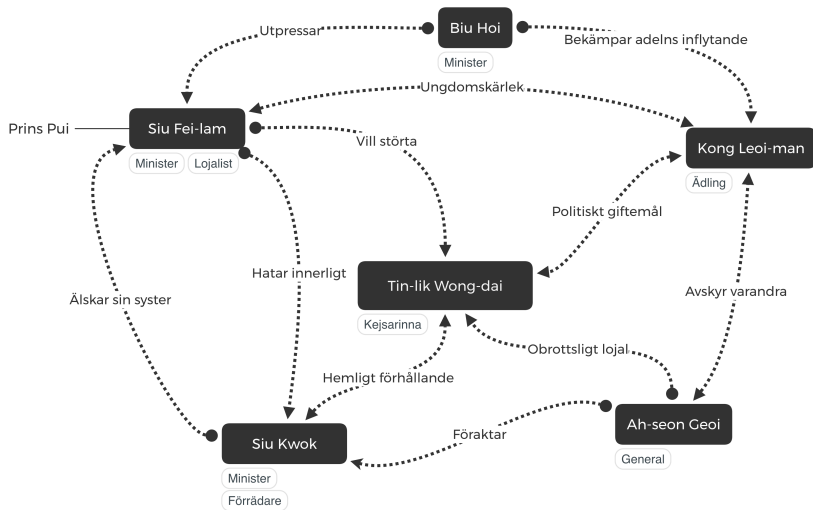 Biu Hoi
Minister
Utpressar
Bekämpar adelns inflytande
Ungdomskärlek
Prins Pui
Siu Fei-lam
Minister
Lojalist
Vill störta
Kong Leoi-man
Ädling
Politiskt giftemål
Hatar innerligt
Tin-lik Wong-dai
Kejsarinna
Älskar sin syster
Avskyr varandra
Obrottsligt lojal
Hemligt förhållande
Siu Kwok
Minister
Förrädare
Föraktar
Ah-seon Geoi
General